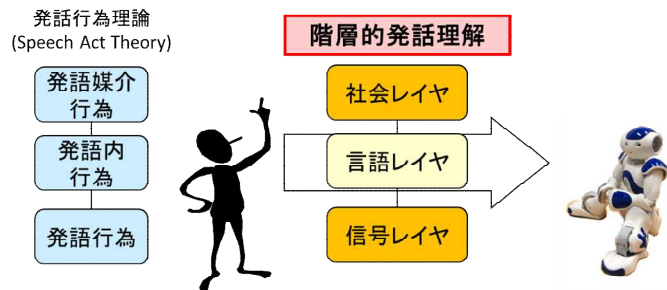 発話行為理論
(Speech Act Theory)
発語媒介
行為
発語内
行為
発語行為
階層的発話理解
社会レイヤ
言語レイヤ
信号レイヤ